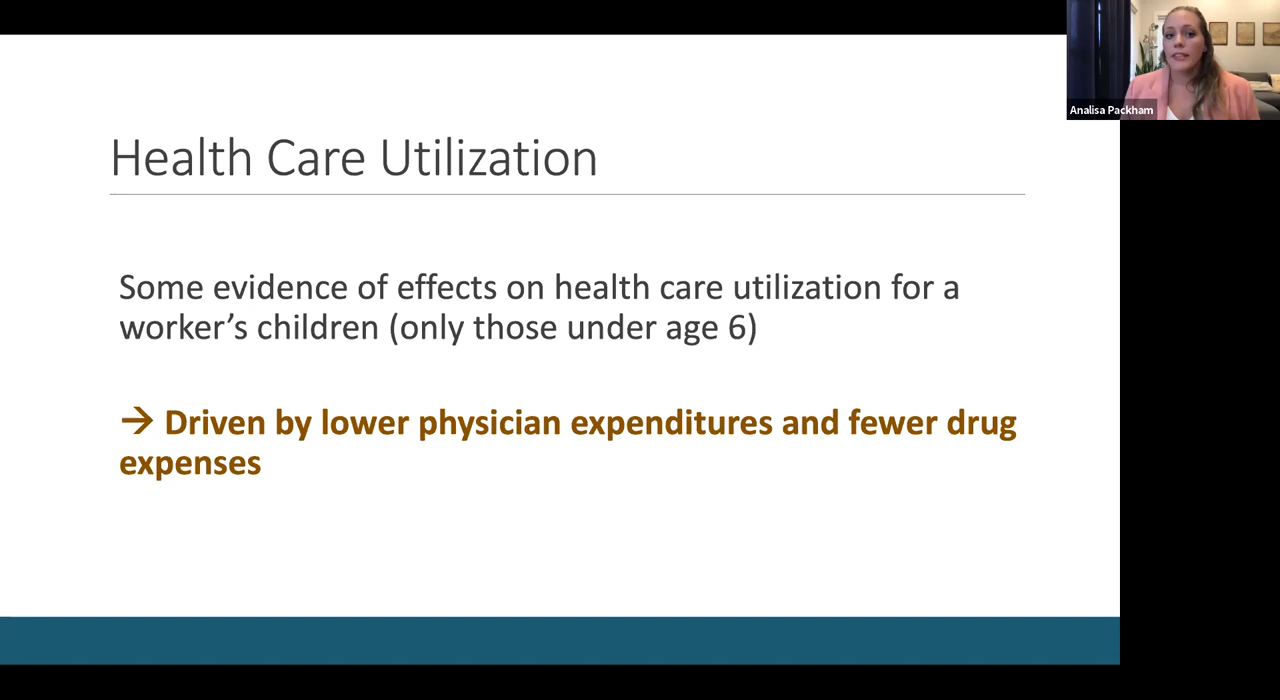 Analisa Packham
Health Care Utilization
Some evidence of effects on health care utilization for a
worker’s children (only those under age 6)
→ Driven by lower physician expenditures and fewer drug
expenses